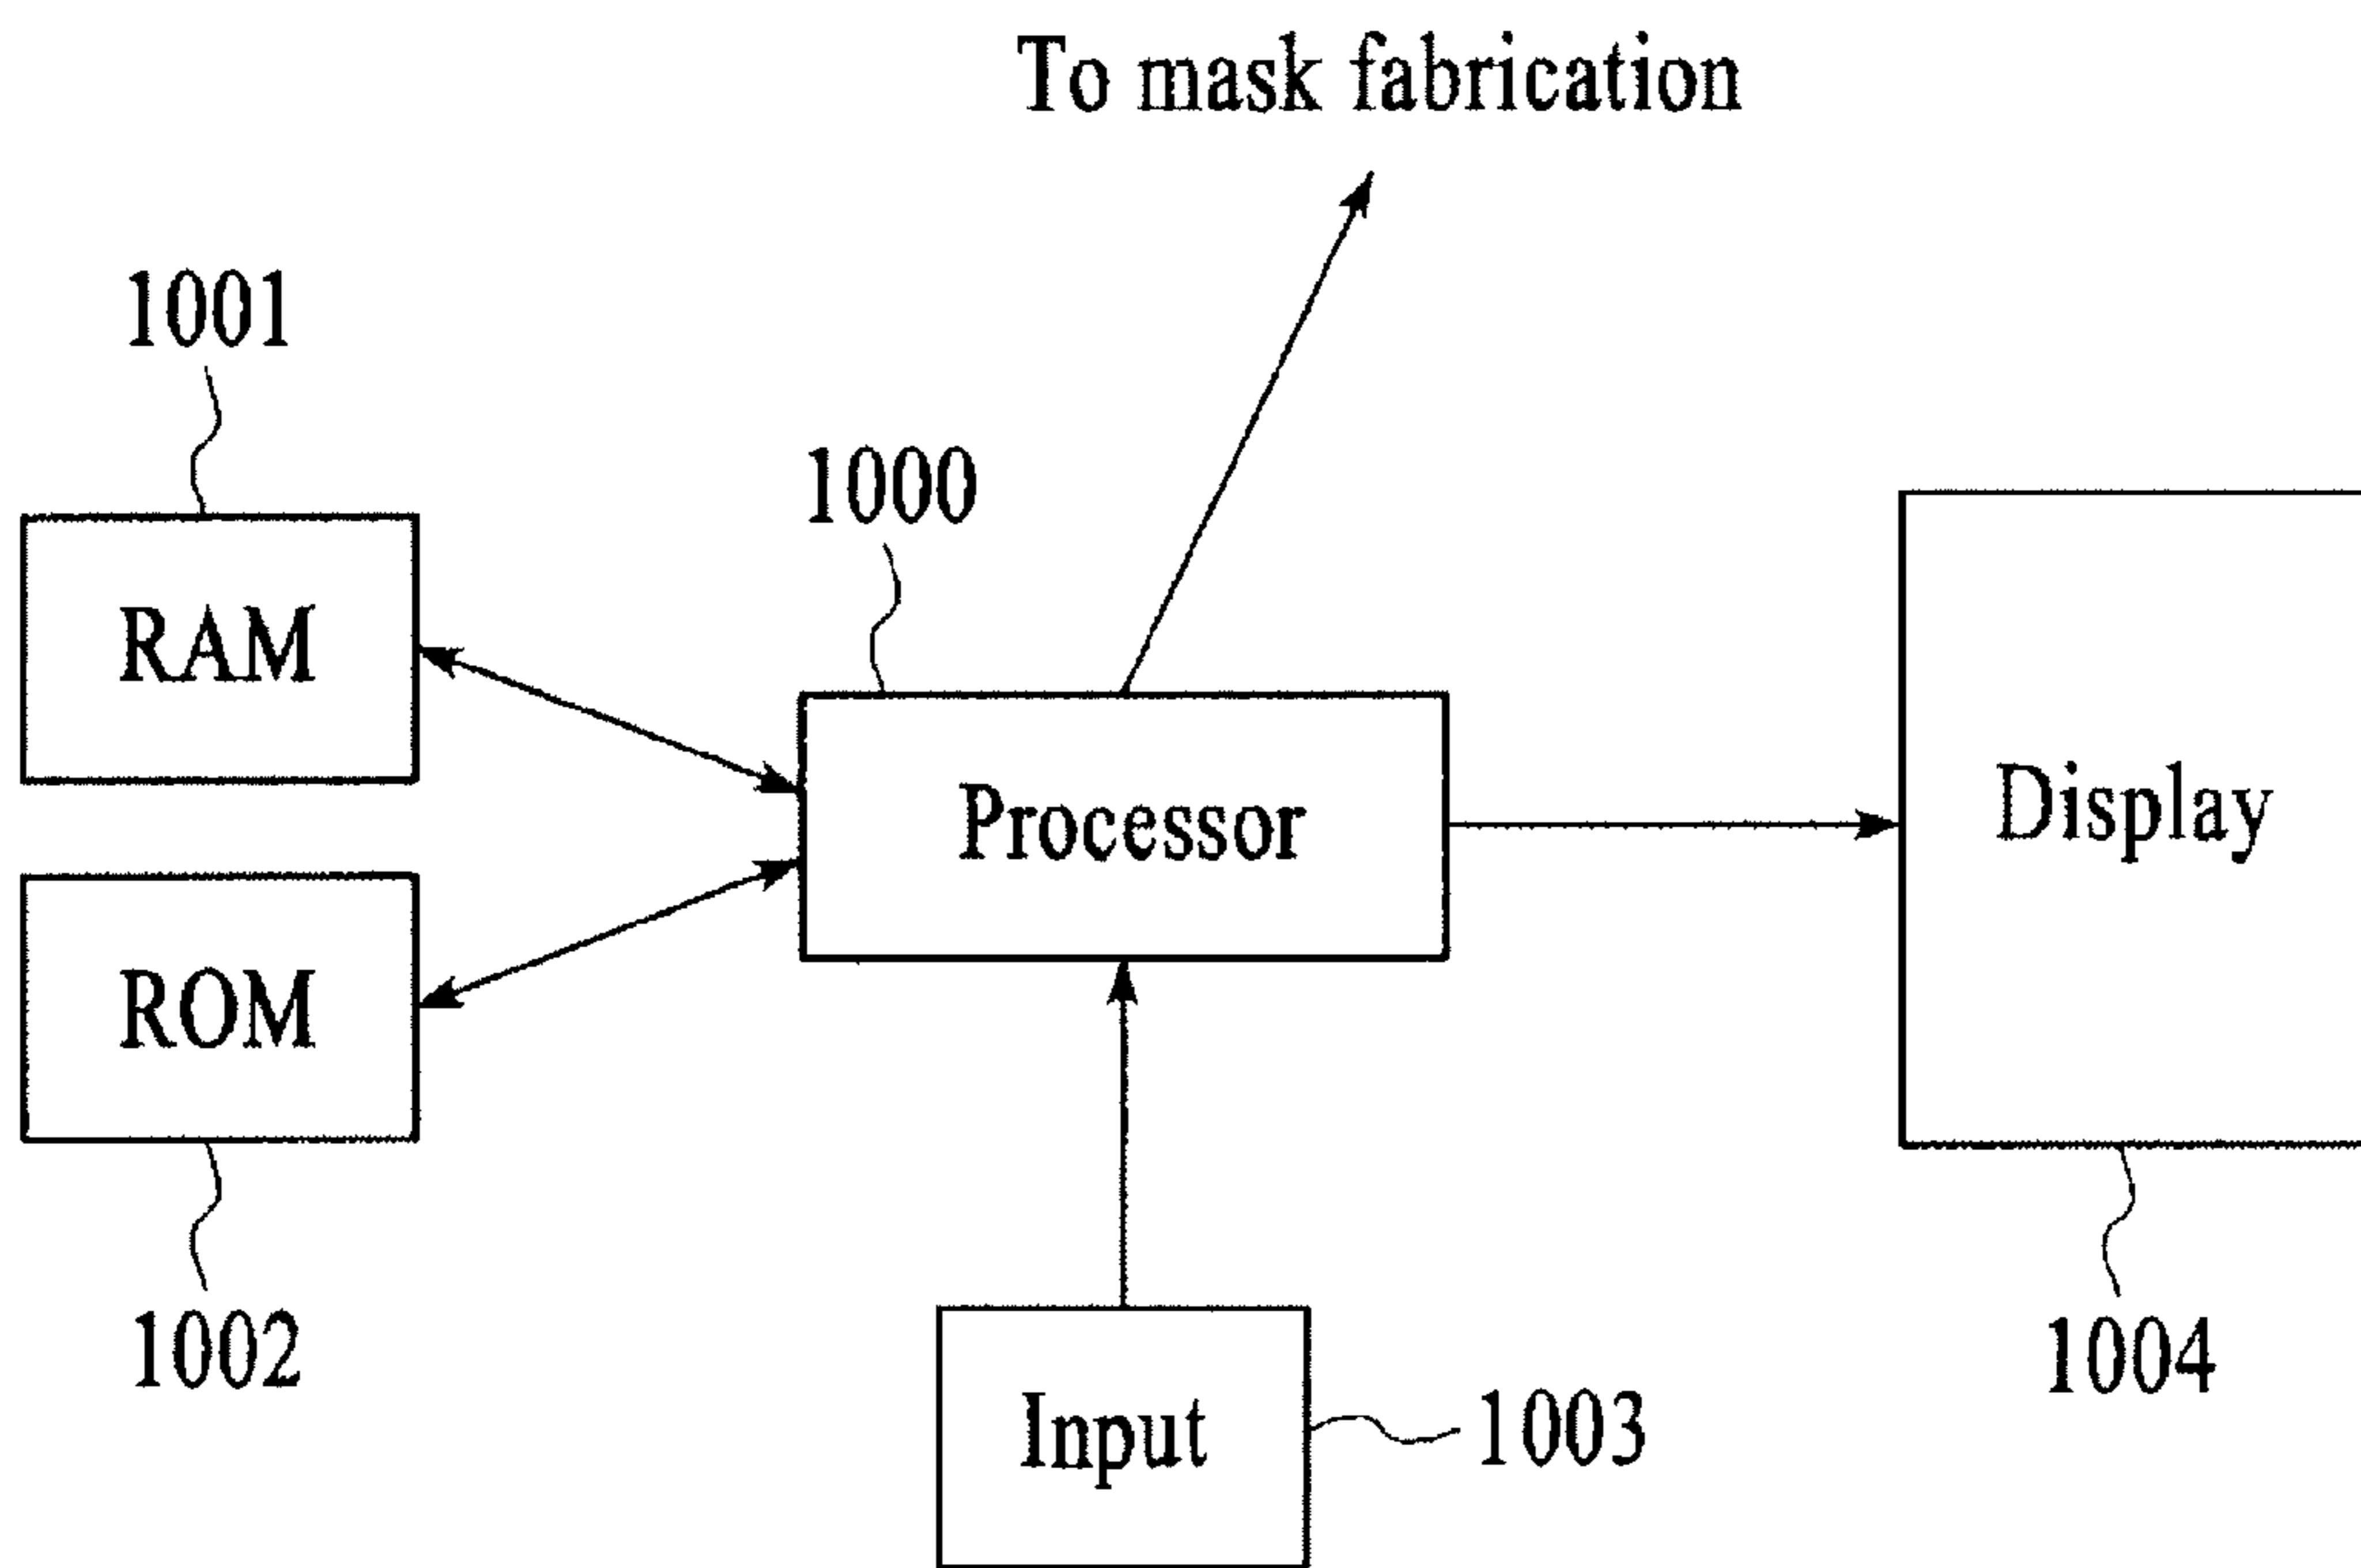 To mask fabrication
1001
1000
RAM
Processor
Display
ROM
1002
Input
1003
1004